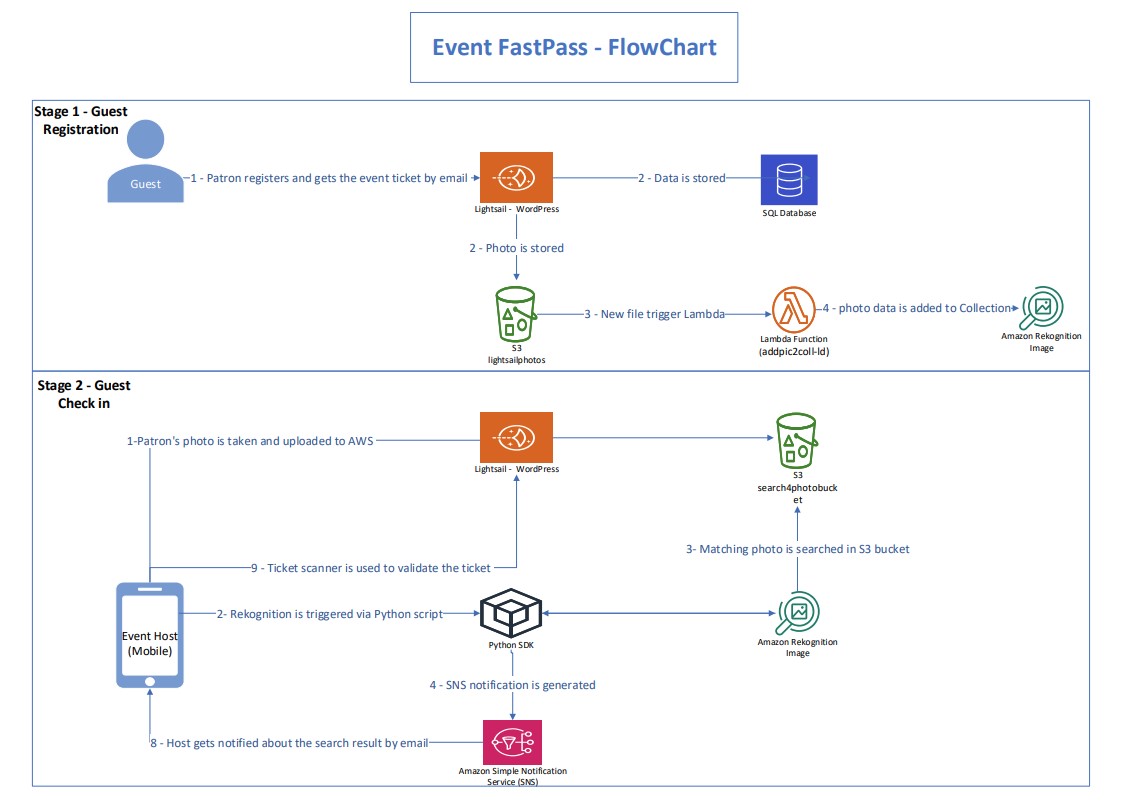 Event FastPass - FlowChart
Stage 1 - Guest
Registration
Guest
1 - Patron registers and gets the event ticket by email
Lightsail - WordPress
2 - Data is stored
SQL Database
2 - Photo is stored
S3
lightsailphotos
3 - New file trigger Lambda
Lambda Function
(addpic2coll-ld)
4 - photo data is added to Collection
Amazon Rekognition
Image
Stage 2 - Guest
Check in
1-Patron's photo is taken and uploaded to AWS
Lightsail - WordPress
S3
search4photobuck
et
3- Matching photo is searched in S3 bucket
9 - Ticket scanner is used to validate the ticket
Event Host
(Mobile)
2- Rekognition is triggered via Python script
Python SDK
Amazon Rekognition
Image
4 - SNS notification is generated
8 - Host gets notified about the search result by email
Amazon Simple Notification
Service (SNS)